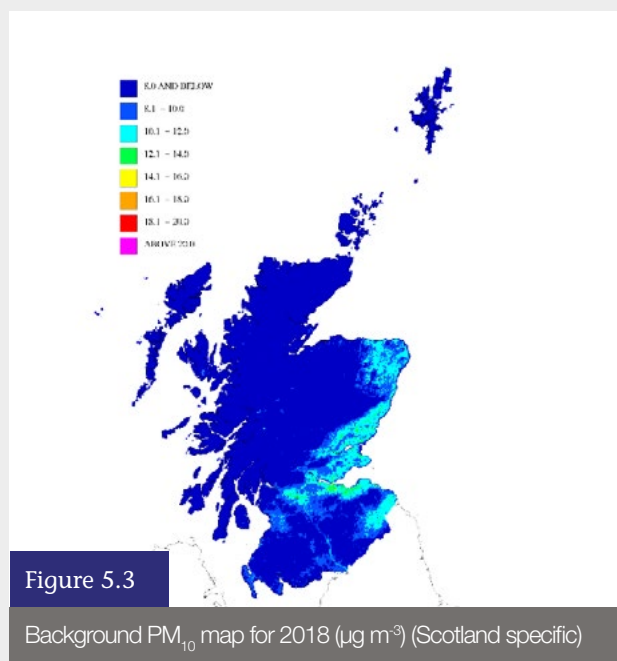 8.0 AND BELOW
8.1 - 10.0
10.1 - 12.0
12.1 - 14.0
14.1 - 16.0
16.1 - 18.0
18.1 - 20.0
ABOVE 20.0
Figure 5.3
Background PM₁₀ map for 2018 (µg m⁻³) (Scotland specific)